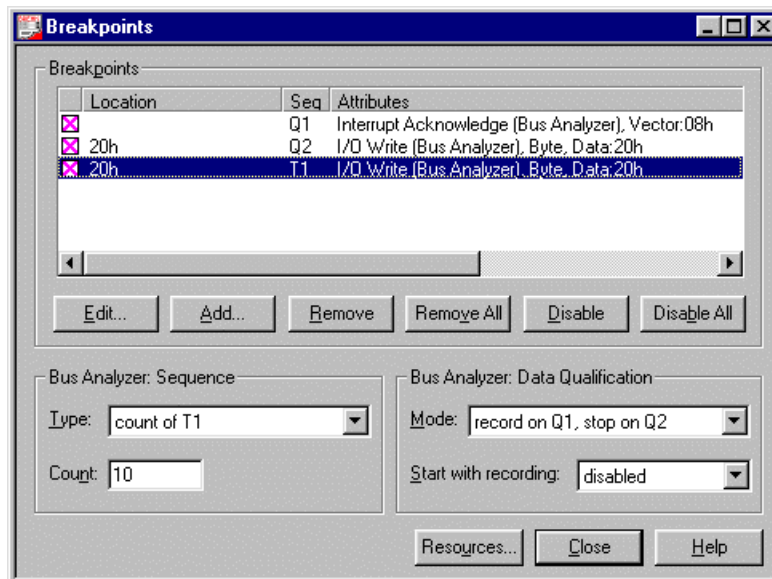 Breakpoints
Breakpoints
Location Seq Attributes
Q1 Interrupt Acknowledge (Bus Analyzer), Vector:08h
20h Q2 I/O Write (Bus Analyzer), Byte, Data:20h
20h T1 I/O Write (Bus Analyzer), Byte, Data:20h
Edit... Add... Remove Remove All Disable Disable All
Bus Analyzer: Sequence Bus Analyzer: Data Qualification
Type: count of T1 Mode: record on Q1, stop on Q2
Count: 10 Start with recording: disabled
Resources... Close Help